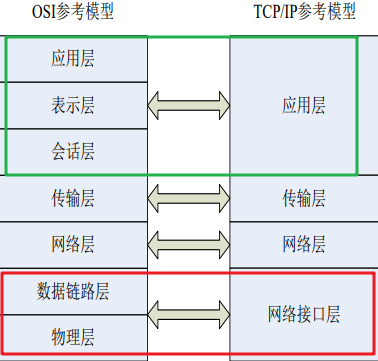 OSI参考模型
TCP/IP参考模型
应用层
表示层
会话层
应用层
传输层
传输层
网络层
网络层
数据链路层
物理层
网络接口层